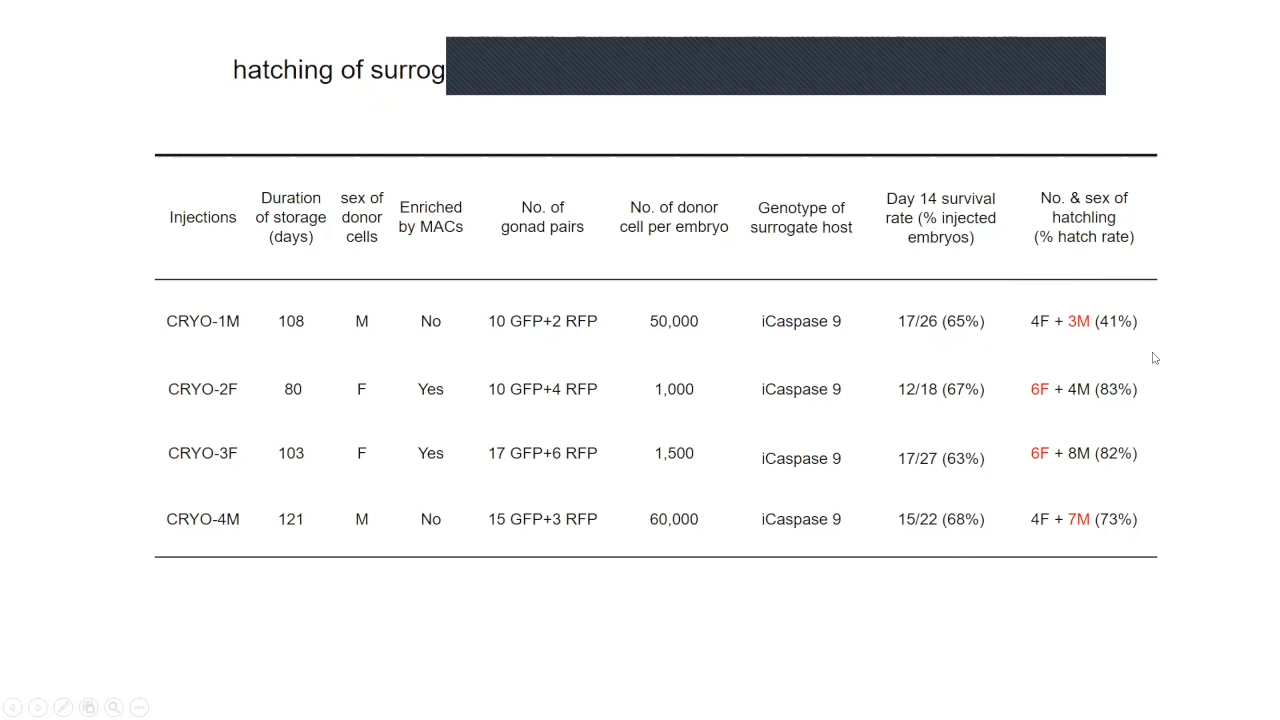 hatching of surrog
Injections
Duration
of storage
(days)
sex of
donor
cells
Enriched
by MACs
No. of
gonad pairs
No. of donor
cell per embryo
Genotype of
surrogate host
Day 14 survival
rate (% injected
embryos)
No. & sex of
hatchling
(% hatch rate)
CRYO-1M 108 M No 10 GFP+2 RFP 50,000 iCaspase 9 17/26 (65%) 4F + 3M (41%)
CRYO-2F 80 F Yes 10 GFP+4 RFP 1,000 iCaspase 9 12/18 (67%) 6F + 4M (83%)
CRYO-3F 103 F Yes 17 GFP+6 RFP 1,500 iCaspase 9 17/27 (63%) 6F + 8M (82%)
CRYO-4M 121 M No 15 GFP+3 RFP 60,000 iCaspase 9 15/22 (68%) 4F + 7M (73%)